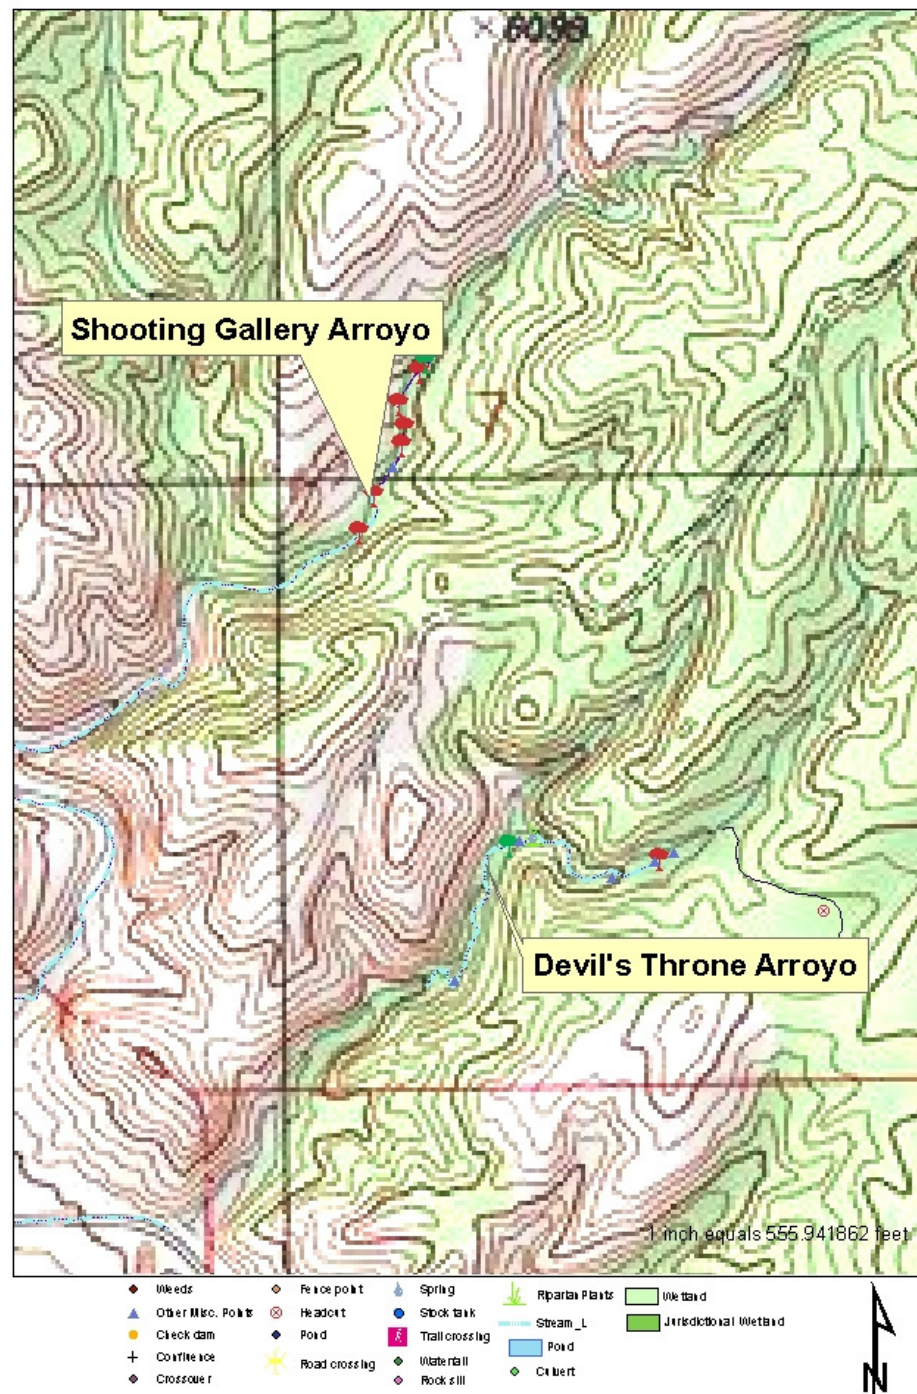 6099
Shooting Gallery Arroyo
7
Devil's Throne Arroyo
1 inch equals 555.941862 feet
Weeds
Other Misc. Points
Check dam
Confluence
Crossover
Fence point
Headcut
Pond
Road crossing
Spring
Stock tank
Trail crossing
Waterfall
Rock sill
Riparian Plants
Stream_L
Pond
Culvert
Wetland
Jurisdictional Wetland
N